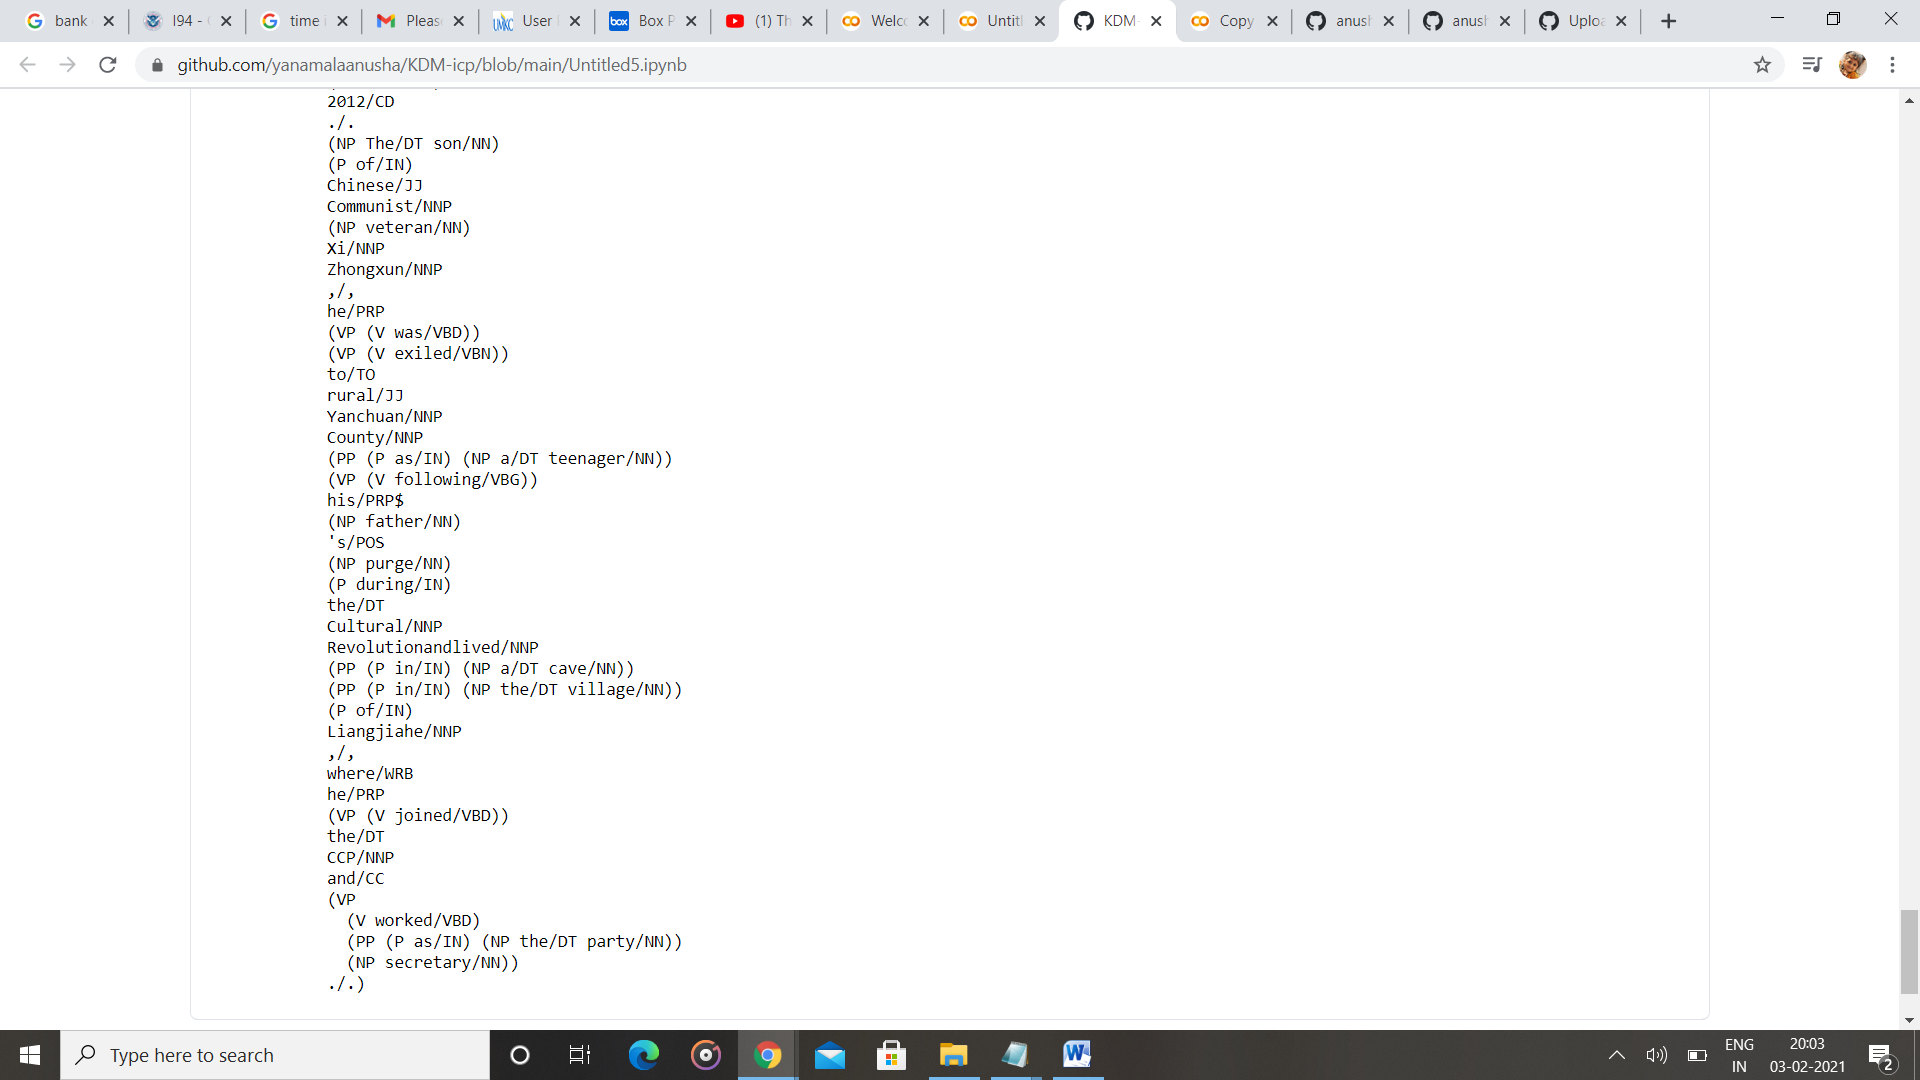 bank
I94 -
time i
Pleas
UMKC
User
box
Box P
(1) Th
Welco
Untitl
KDM-
Copy
anush
anush
Uploa
github.com/yanamalaanusha/KDM-icp/blob/main/Untitled5.ipynb
2012/CD
./.
(NP The/DT son/NN)
(P of/IN)
Chinese/JJ
Communist/NNP
(NP veteran/NN)
Xi/NNP
Zhongxun/NNP
,/,
he/PRP
(VP (V was/VBD))
(VP (V exiled/VBN))
to/TO
rural/JJ
Yanchuan/NNP
County/NNP
(PP (P as/IN) (NP a/DT teenager/NN))
(VP (V following/VBG))
his/PRP$
(NP father/NN)
's/POS
(NP purge/NN)
(P during/IN)
the/DT
Cultural/NNP
Revolutionandlived/NNP
(PP (P in/IN) (NP a/DT cave/NN))
(PP (P in/IN) (NP the/DT village/NN))
(P of/IN)
Liangjiahe/NNP
,/,
where/WRB
he/PRP
(VP (V joined/VBD))
the/DT
CCP/NNP
and/CC
(VP
(V worked/VBD)
(PP (P as/IN) (NP the/DT party/NN))
(NP secretary/NN))
./.)
Type here to search
ENG
IN
20:03
03-02-2021
2